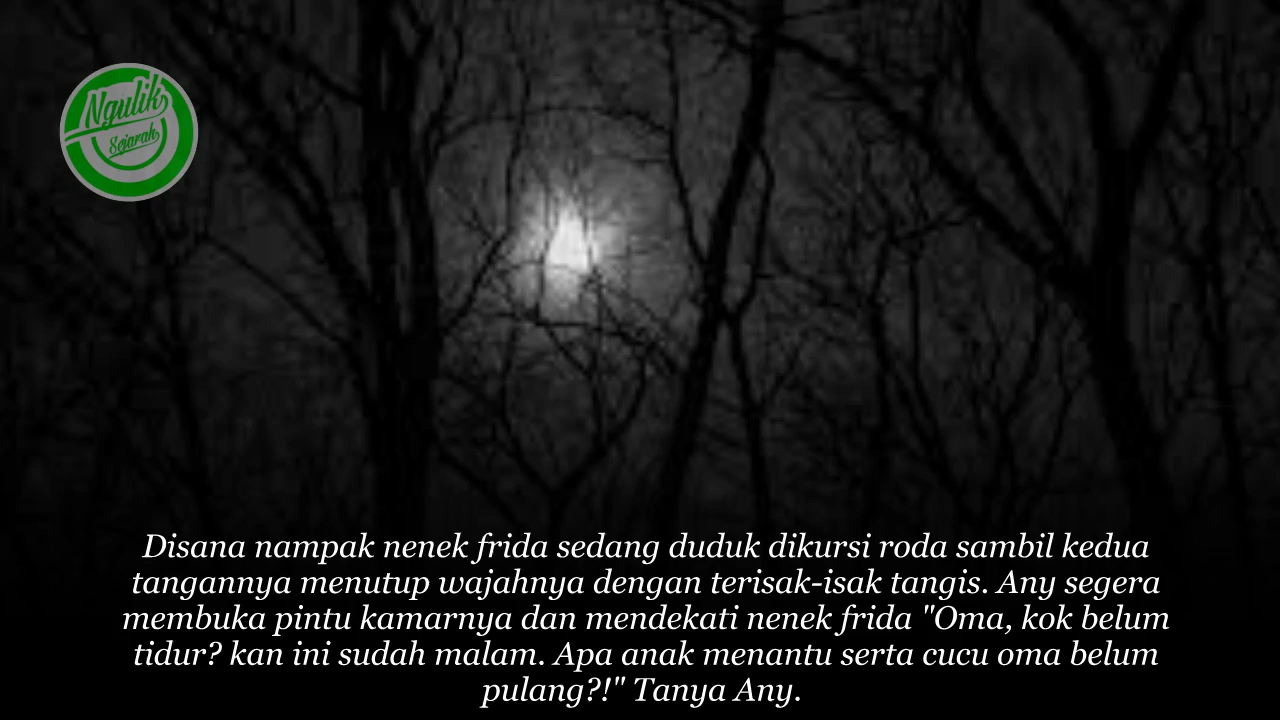 Ngulik
Sejarah
Disana nampak nenek frida sedang duduk dikursi roda sambil kedua
tangannya menutup wajahnya dengan terisak-isak tangis. Any segera
membuka pintu kamarnya dan mendekati nenek frida "Oma, kok belum
tidur? kan ini sudah malam. Apa anak menantu serta cucu oma belum
pulang?!" Tanya Any.